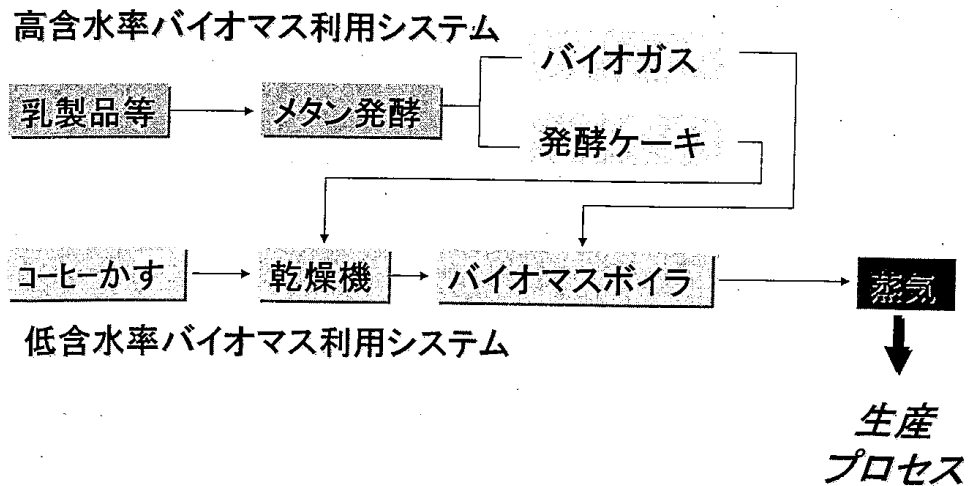 高含水率バイオマス利用システム
バイオガス
乳製品等
メタン発酵
発酵ケーキ
コーヒーかす
乾燥機
バイオマスボイラ
蒸気
低含水率バイオマス利用システム
生産
プロセス